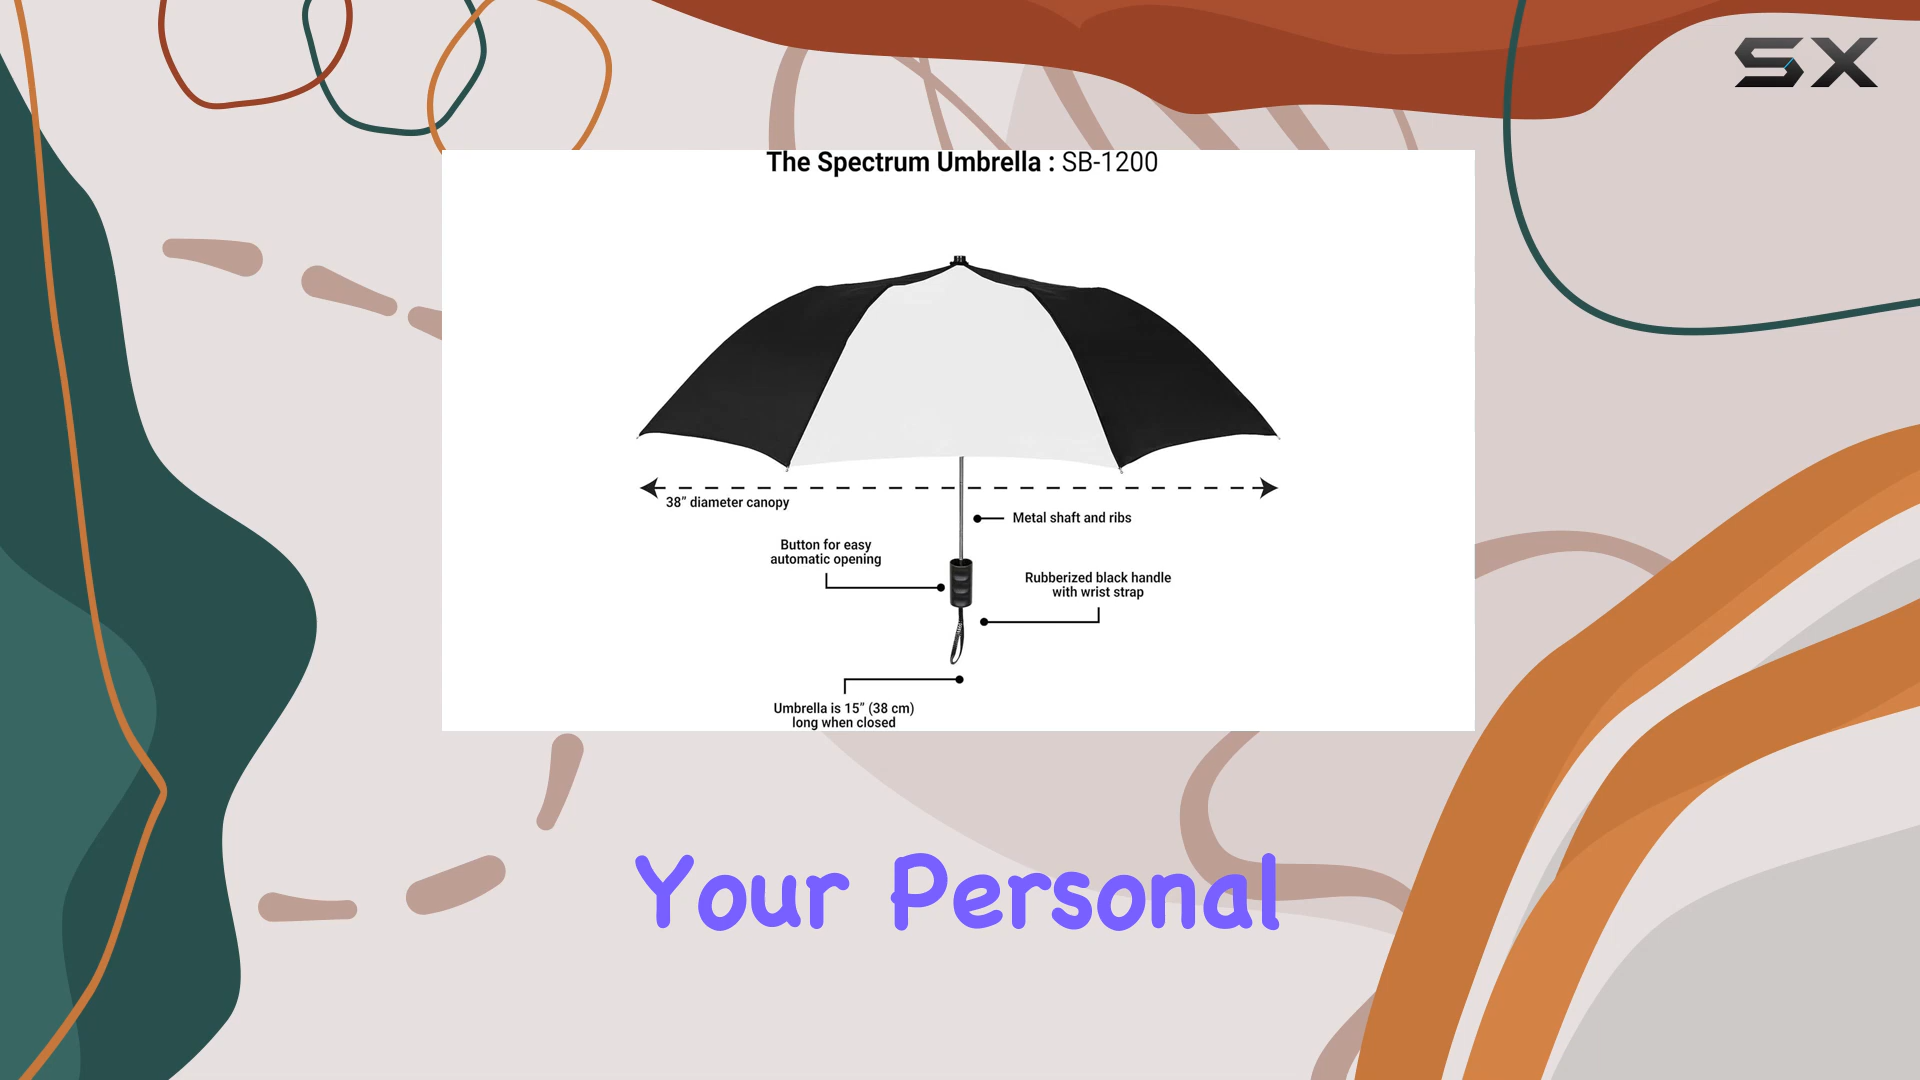 SX
The Spectrum Umbrella : SB-1200
38” diameter canopy
Metal shaft and ribs
Button for easy
automatic opening
Rubberized black handle
with wrist strap
Umbrella is 15” (38 cm)
long when closed
Your Personal